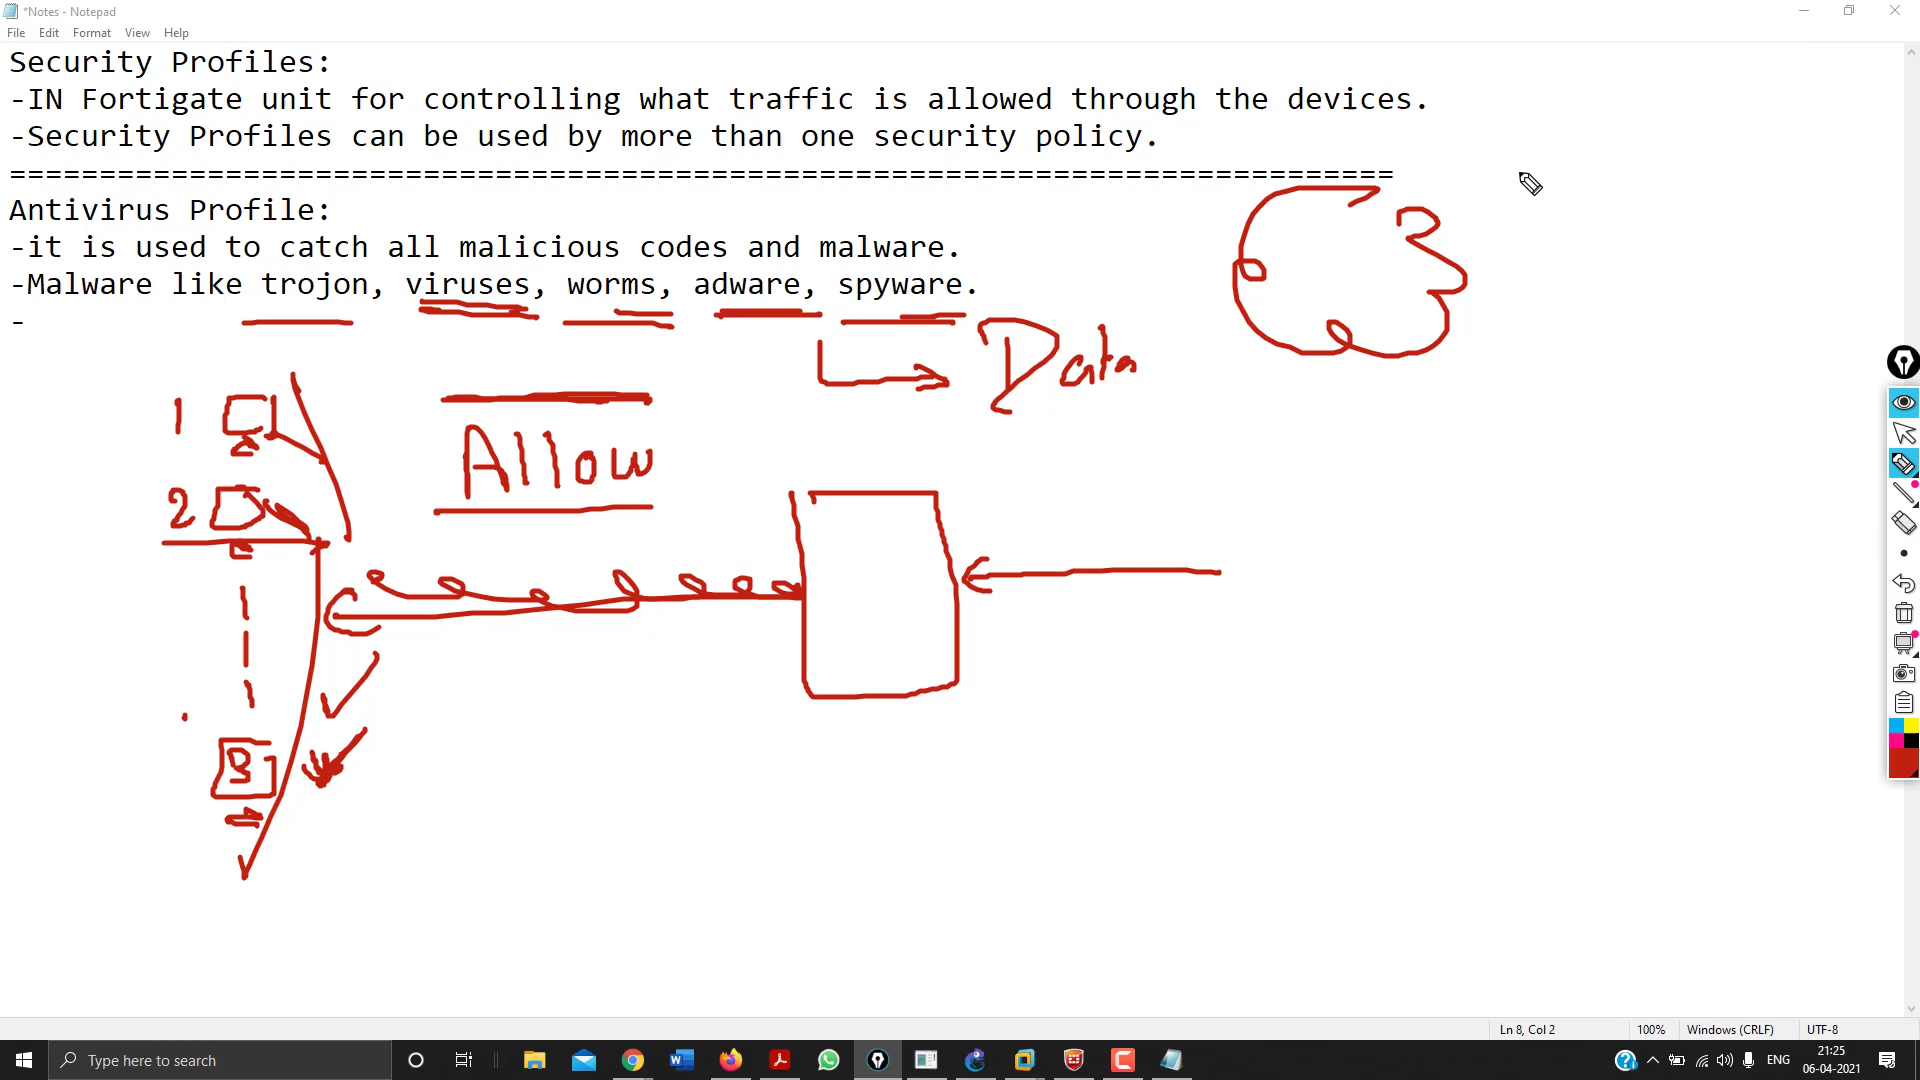 *Notes - Notepad
File Edit Format View Help
Security Profiles:
-IN Fortigate unit for controlling what traffic is allowed through the devices.
-Security Profiles can be used by more than one security policy.
=============================================================================
Antivirus Profile:
-it is used to catch all malicious codes and malware.
-Malware like trojon, viruses, worms, adware, spyware.
-
Data
1
Allow
2
3
Ln 8, Col 2 100% Windows (CRLF) UTF-8
Type here to search
ENG
21:25
06-04-2021